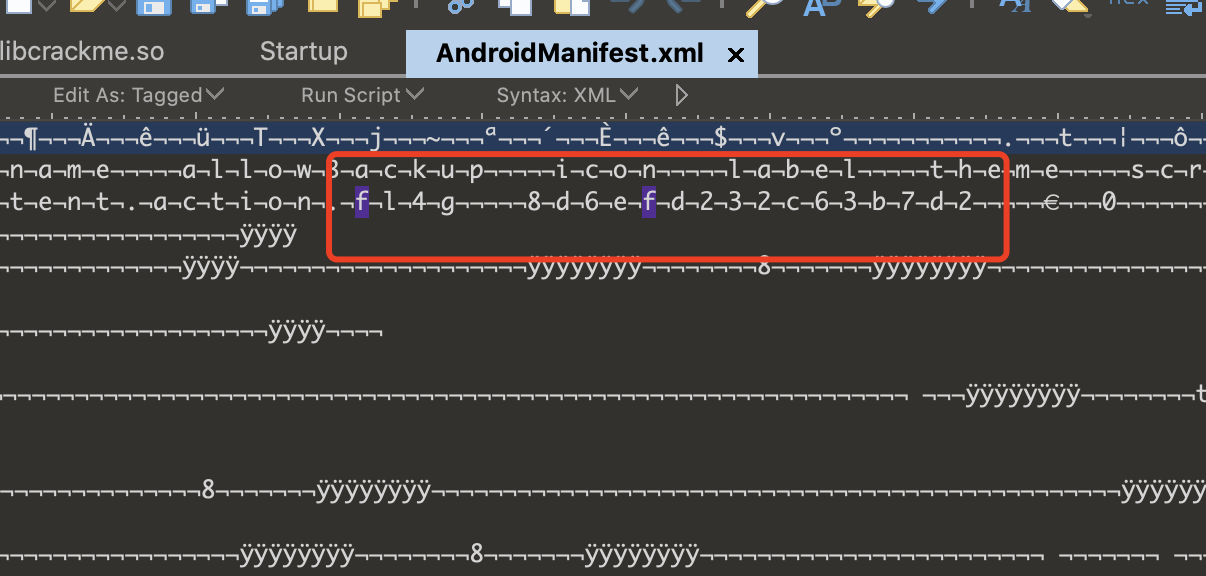 libcrackme.so Startup AndroidManifest.xml ×
Edit As: Tagged Run Script Syntax: XML
¬¬¶¬¬¬Ä¬¬¬ê¬¬¬ü¬¬¬T¬¬¬X¬¬¬j¬¬¬~¬¬¬ª¬¬¬´¬¬¬È¬¬¬ê¬¬¬$¬¬¬v¬¬¬º¬¬¬¬¬¬¬¬¬¬¬.¬¬¬t¬¬¬¦¬¬¬ô
¬n¬a¬m¬e¬¬¬¬¬a¬l¬l¬o¬w¬B¬a¬c¬k¬u¬p¬¬¬¬¬i¬c¬o¬n¬¬¬¬¬l¬a¬b¬e¬l¬¬¬¬¬t¬h¬e¬m¬e¬¬¬¬¬s¬c¬r
¬t¬e¬n¬t¬.¬a¬c¬t¬i¬o¬n¬.¬f¬l¬4¬g¬¬¬¬¬8¬d¬6¬e¬f¬d¬2¬3¬2¬c¬6¬3¬b¬7¬d¬2¬¬¬¬¬€¬¬¬0¬¬¬¬¬¬¬
¬¬¬¬¬¬¬¬¬¬¬¬¬¬¬¬¬ÿÿÿÿ
¬¬¬¬¬¬¬¬¬¬¬¬¬ÿÿÿÿ¬¬¬¬¬¬¬¬¬¬¬¬¬¬¬¬¬¬¬¬ÿÿÿÿÿÿÿÿ¬¬¬¬¬¬¬¬8¬¬¬¬¬¬¬ÿÿÿÿÿÿÿÿ¬¬¬¬¬¬¬¬¬¬¬¬¬¬¬
¬¬¬¬¬¬¬¬¬¬¬¬¬¬¬¬¬¬¬ÿÿÿÿ¬¬¬¬
¬¬¬¬¬¬¬¬¬¬¬¬¬¬¬¬¬¬¬¬¬¬¬¬¬¬¬¬¬¬¬¬¬¬¬¬¬¬¬¬¬¬¬¬¬¬¬¬¬¬¬¬¬¬¬¬¬¬¬¬¬¬¬ ¬¬¬ÿÿÿÿÿÿÿÿ¬¬¬¬¬¬¬¬t
¬¬¬¬¬¬¬¬¬¬¬¬¬¬8¬¬¬¬¬¬¬ÿÿÿÿÿÿÿÿ¬¬¬¬¬¬¬¬¬¬¬¬¬¬¬¬¬¬¬¬¬¬¬¬¬¬¬¬¬¬¬¬¬¬¬¬¬¬¬¬¬¬¬¬¬¬¬¬ÿÿÿÿÿÿ
¬¬¬¬¬¬¬¬¬¬¬¬¬¬¬¬¬ÿÿÿÿÿÿÿÿ¬¬¬¬¬¬¬¬8¬¬¬¬¬¬¬ÿÿÿÿÿÿÿÿ¬¬¬¬¬¬¬¬¬¬¬¬¬¬¬¬¬¬¬¬¬¬¬¬ ¬¬¬¬¬¬¬ ¬¬